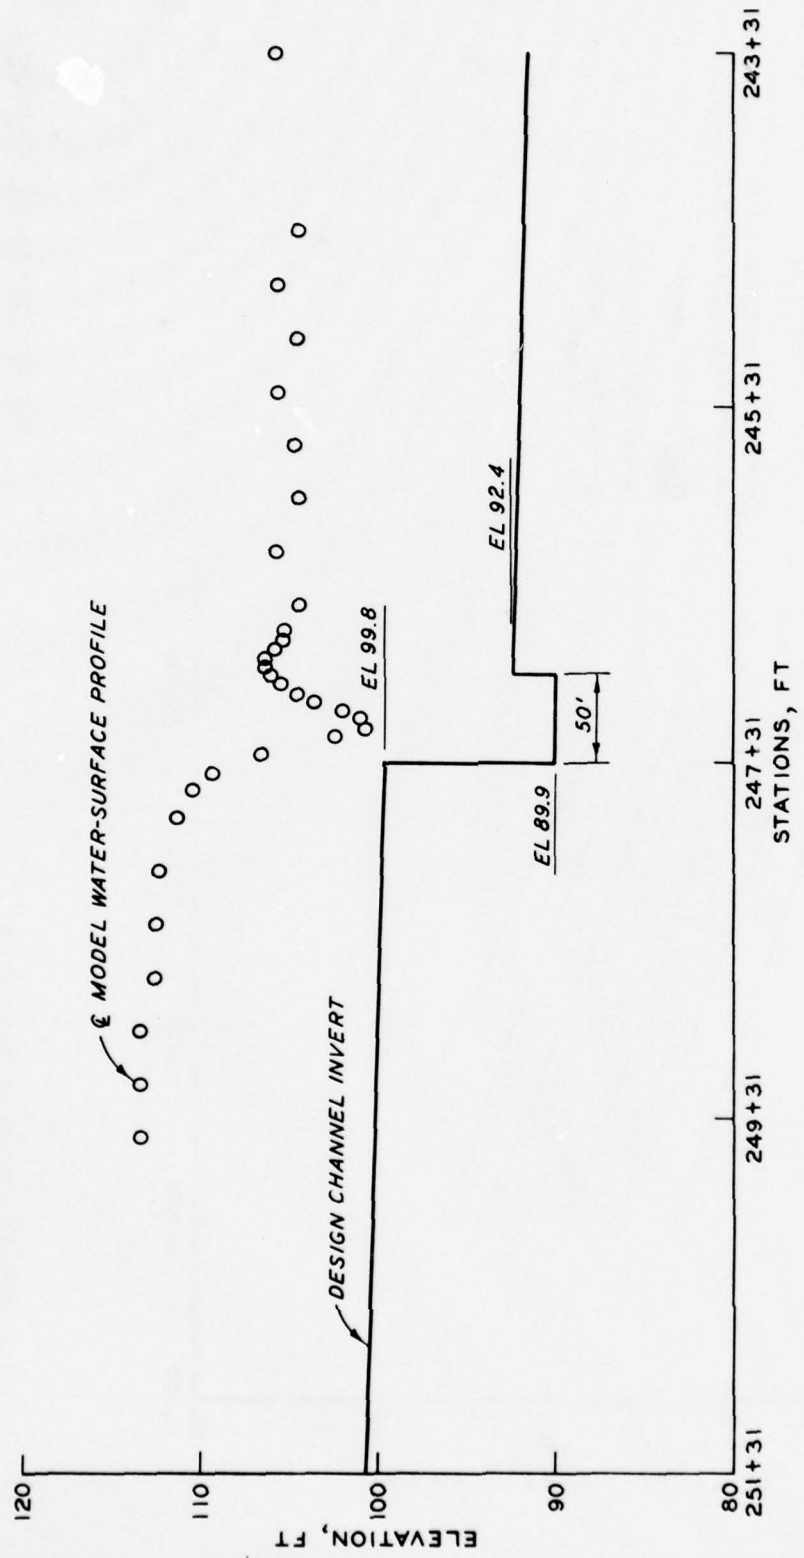 ELEVATION, FT
120
110
100
90
80
℄ MODEL WATER-SURFACE PROFILE
DESIGN CHANNEL INVERT
EL 99.8
EL 92.4
EL 89.9
50'
251+31
249+31
247+31
245+31
243+31
STATIONS, FT